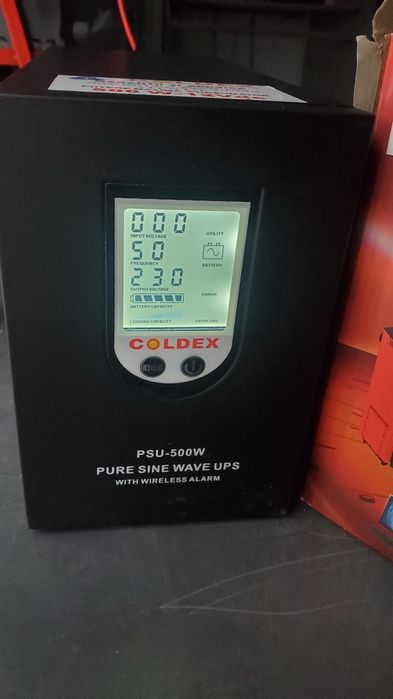 000
INPUT VOLTAGE
UTILITY
50
FREQUENCY
BATTERY
230
OUTPUT VOLTAGE
ERROR
BATTERY CAPACITY
LOADING CAPACITY
OVERLOAD
COLDEX
PSU-500W
PURE SINE WAVE UPS
WITH WIRELESS ALARM